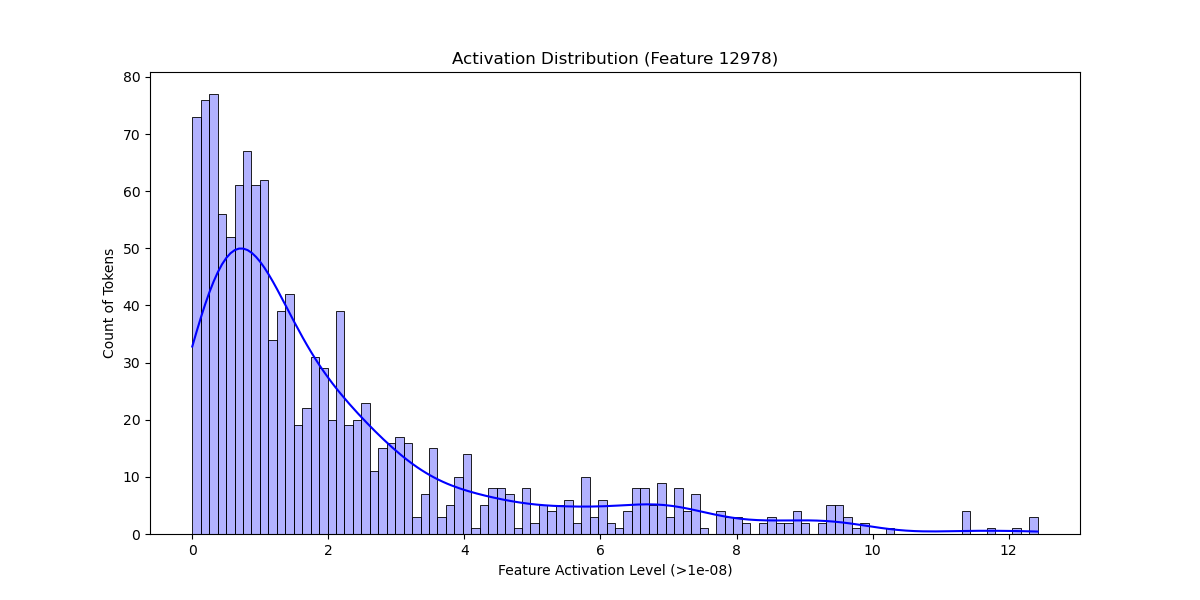 Activation Distribution (Feature 12978)
80
70
60
50
40
30
20
10
0
Count of Tokens
0 2 4 6 8 10 12
Feature Activation Level (>1e-08)